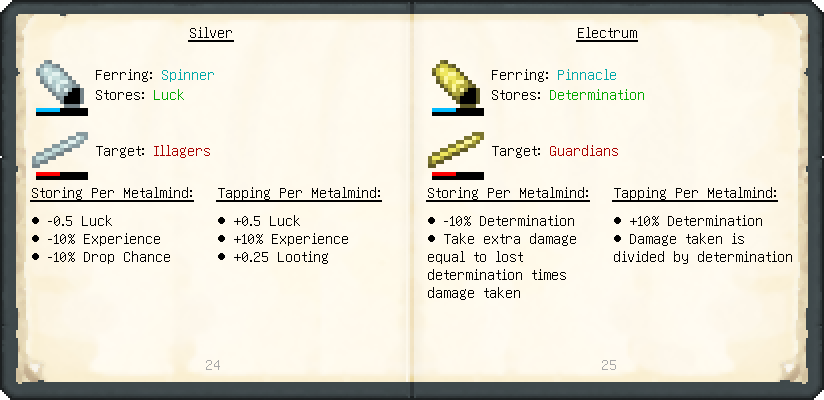 Silver
Ferring: Spinner
Stores: Luck
Target: Illagers
Storing Per Metalmind:
● -0.5 Luck
● -10% Experience
● -10% Drop Chance
Tapping Per Metalmind:
● +0.5 Luck
● +10% Experience
● +0.25 Looting
24
Electrum
Ferring: Pinnacle
Stores: Determination
Target: Guardians
Storing Per Metalmind:
● -10% Determination
● Take extra damage
equal to lost
determination times
damage taken
Tapping Per Metalmind:
● +10% Determination
● Damage taken is
divided by determination
25